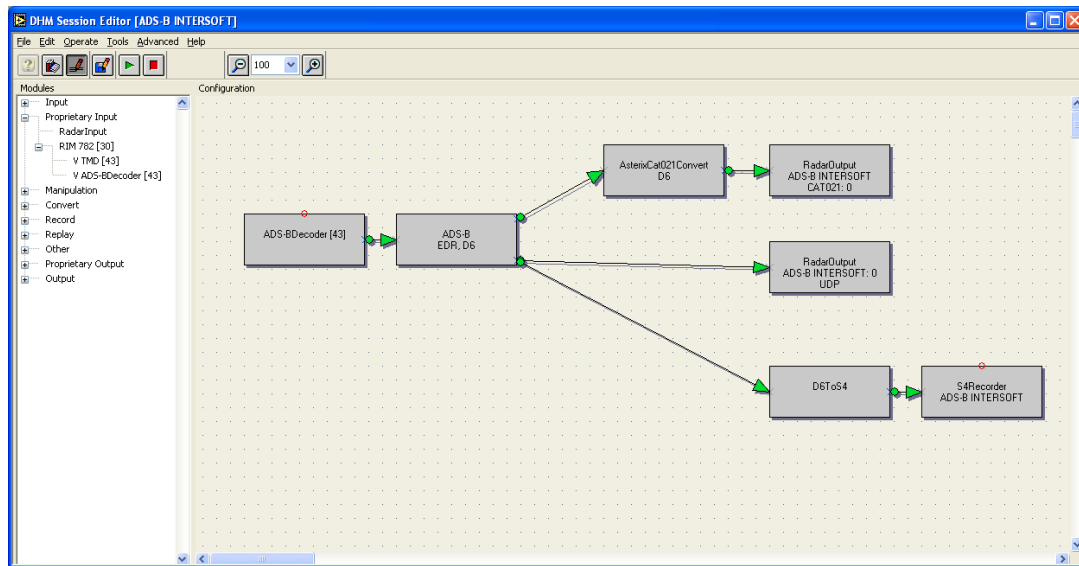 DHM Session Editor [ADS-B INTERSOFT]
File Edit Operate Tools Advanced Help
100
Modules
Configuration
Input
Proprietary Input
RadarInput
RIM 782 [30]
V TMD [43]
V ADS-BDecoder [43]
Manipulation
Convert
Record
Replay
Other
Proprietary Output
Output
AsterixCat021Convert
D6
RadarOutput
ADS-B INTERSOFT
CAT021: 0
ADS-BDecoder [43]
ADS-B
EDR, D6
RadarOutput
ADS-B INTERSOFT: 0
UDP
D6ToS4
S4Recorder
ADS-B INTERSOFT